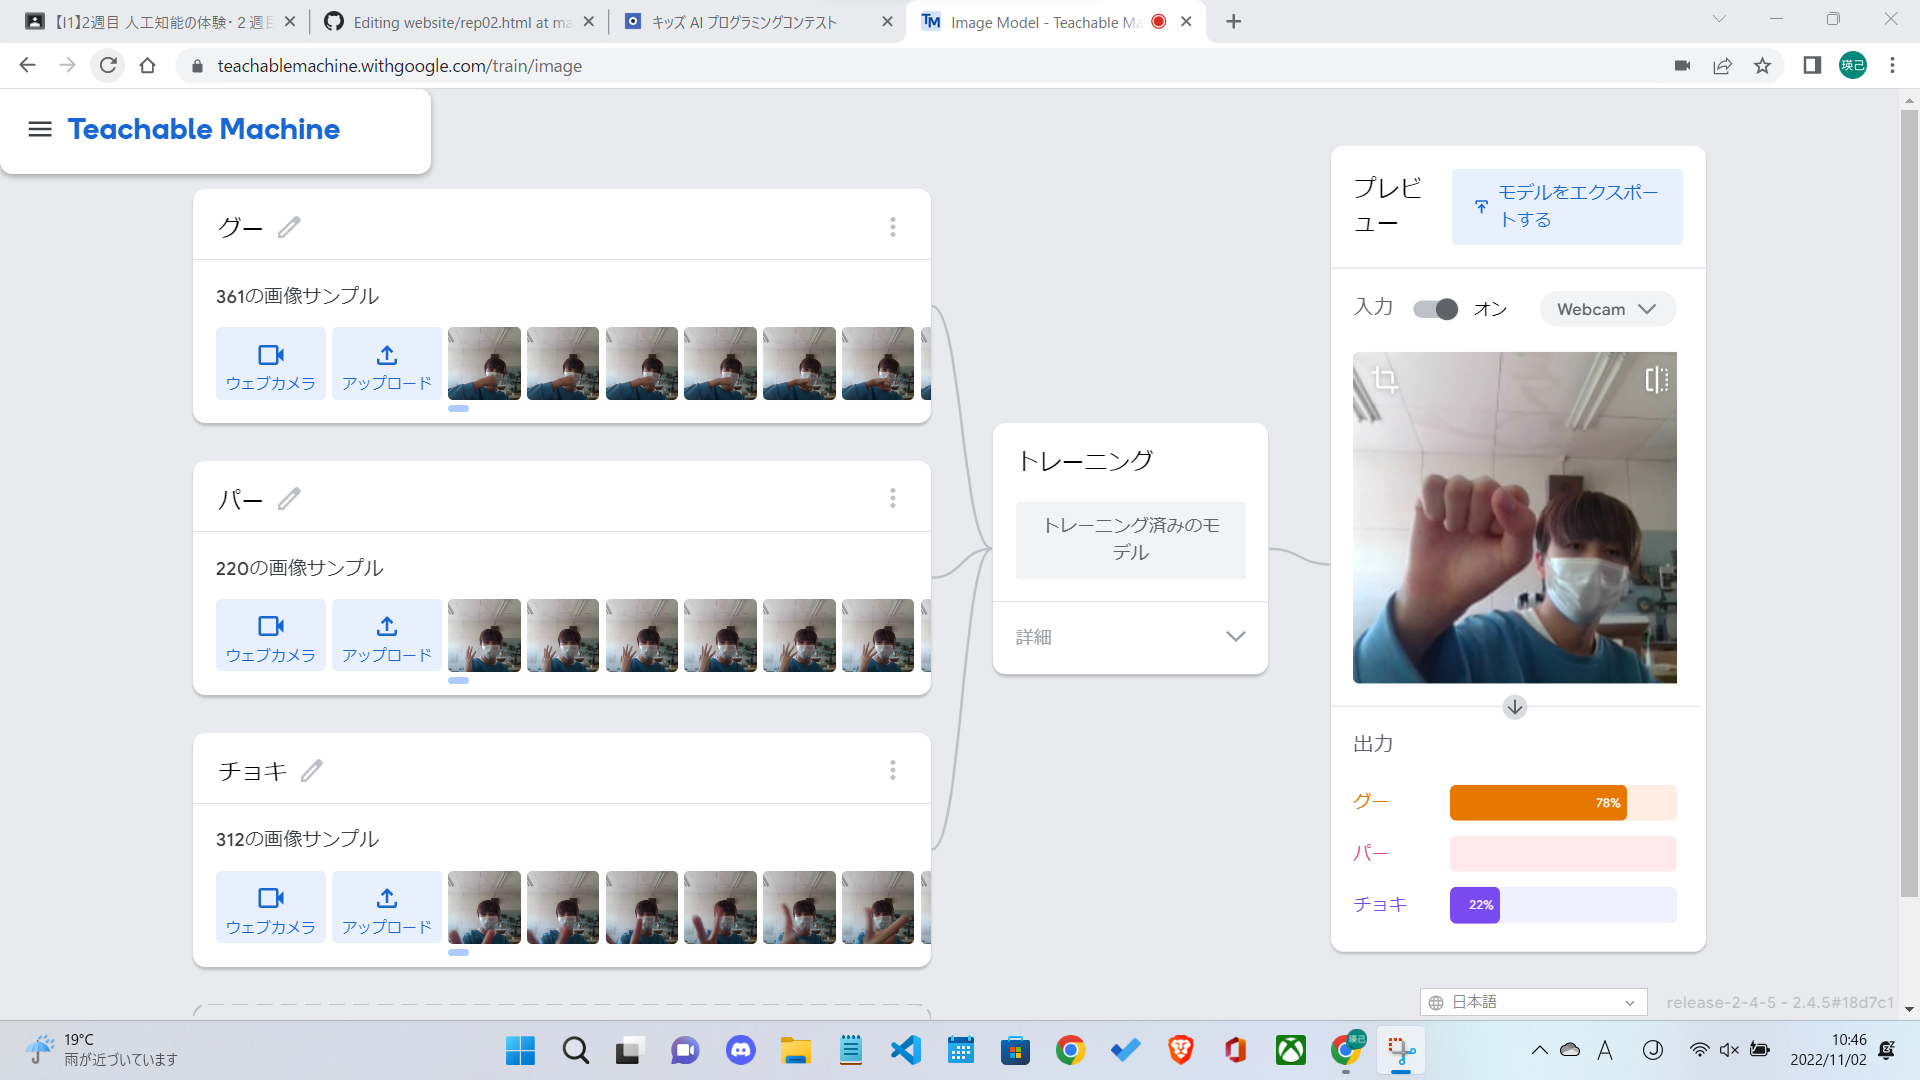 【I1】2週目 人工知能の体験・２週目
Editing website/rep02.html at ma
キッズ AI プログラミングコンテスト
Image Model - Teachable Ma
teachablemachine.withgoogle.com/train/image
瑛己
Teachable Machine
グー
361の画像サンプル
ウェブカメラ
アップロード
パー
220の画像サンプル
ウェブカメラ
アップロード
チョキ
312の画像サンプル
ウェブカメラ
アップロード
トレーニング
トレーニング済みのモ
デル
詳細
プレビ
ュー
モデルをエクスポー
トする
入力
オン
Webcam
出力
グー
78%
パー
チョキ
22%
日本語
release-2-4-5 - 2.4.5#18d7c1
19°C
雨が近づいています
A
10:46
2022/11/02